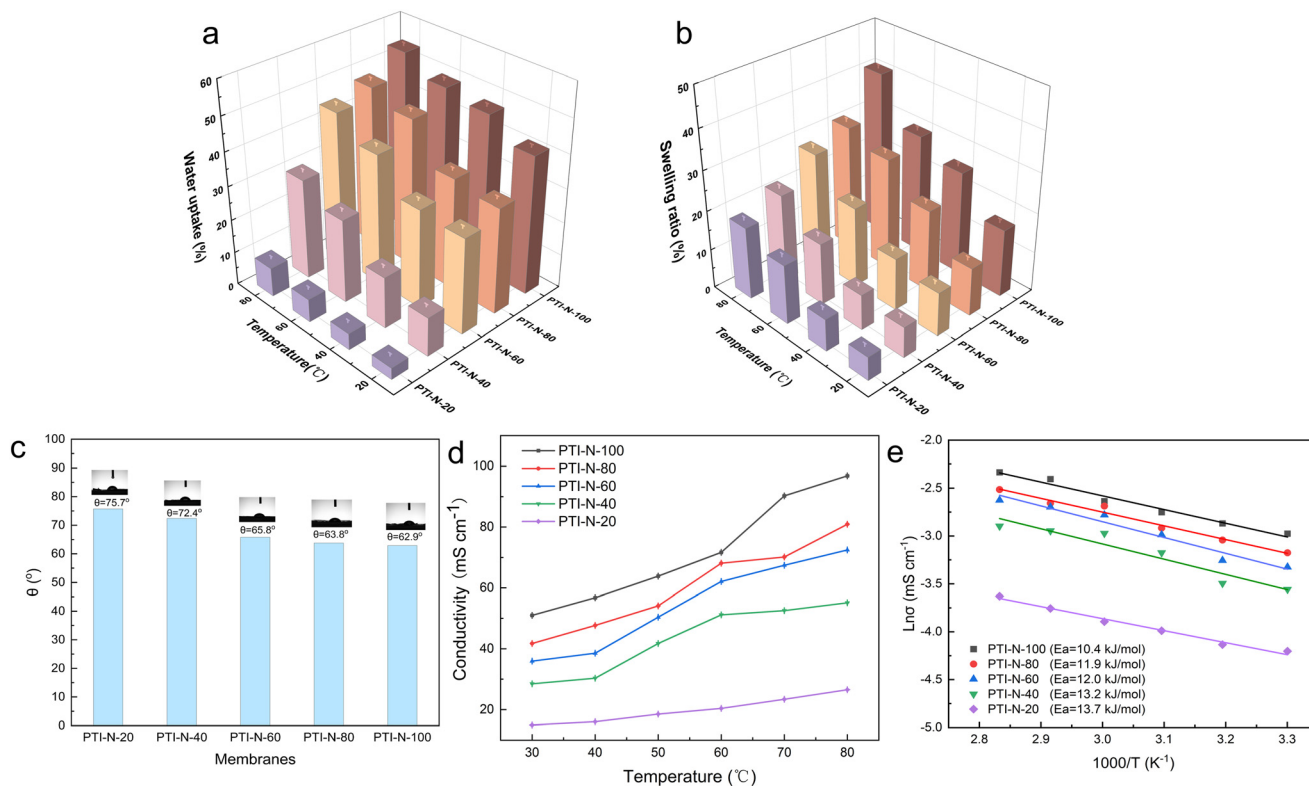 a
60
50
40
30
20
10
0
Water uptake (%)
80
60
40
20
Temperature(℃)
PTI-N-20
PTI-N-40
PTI-N-60
PTI-N-80
PTI-N-100
b
50
40
30
20
10
0
Swelling ratio (%)
80
60
40
20
Temperature (℃)
PTI-N-20
PTI-N-40
PTI-N-60
PTI-N-80
PTI-N-100
c
100
90
80
70
60
50
40
30
20
10
0
θ (°)
θ=75.7°
θ=72.4°
θ=65.8°
θ=63.8°
θ=62.9°
PTI-N-20 PTI-N-40 PTI-N-60 PTI-N-80 PTI-N-100
Membranes
d
100
80
60
40
20
Conductivity (mS cm⁻¹)
PTI-N-100
PTI-N-80
PTI-N-60
PTI-N-40
PTI-N-20
30 40 50 60 70 80
Temperature (℃)
e
-2.0
-2.5
-3.0
-3.5
-4.0
-4.5
-5.0
Lnσ (mS cm⁻¹)
PTI-N-100 (Ea=10.4 kJ/mol)
PTI-N-80 (Ea=11.9 kJ/mol)
PTI-N-60 (Ea=12.0 kJ/mol)
PTI-N-40 (Ea=13.2 kJ/mol)
PTI-N-20 (Ea=13.7 kJ/mol)
2.8 2.9 3.0 3.1 3.2 3.3
1000/T (K⁻¹)